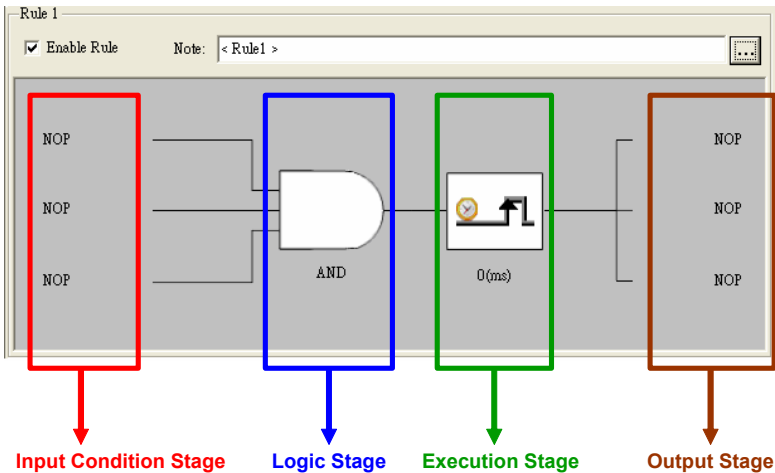 Rule 1
Enable Rule Note: < Rule1 > ...
NOP NOP
NOP NOP
NOP AND 0(ms) NOP
Input Condition Stage Logic Stage Execution Stage Output Stage